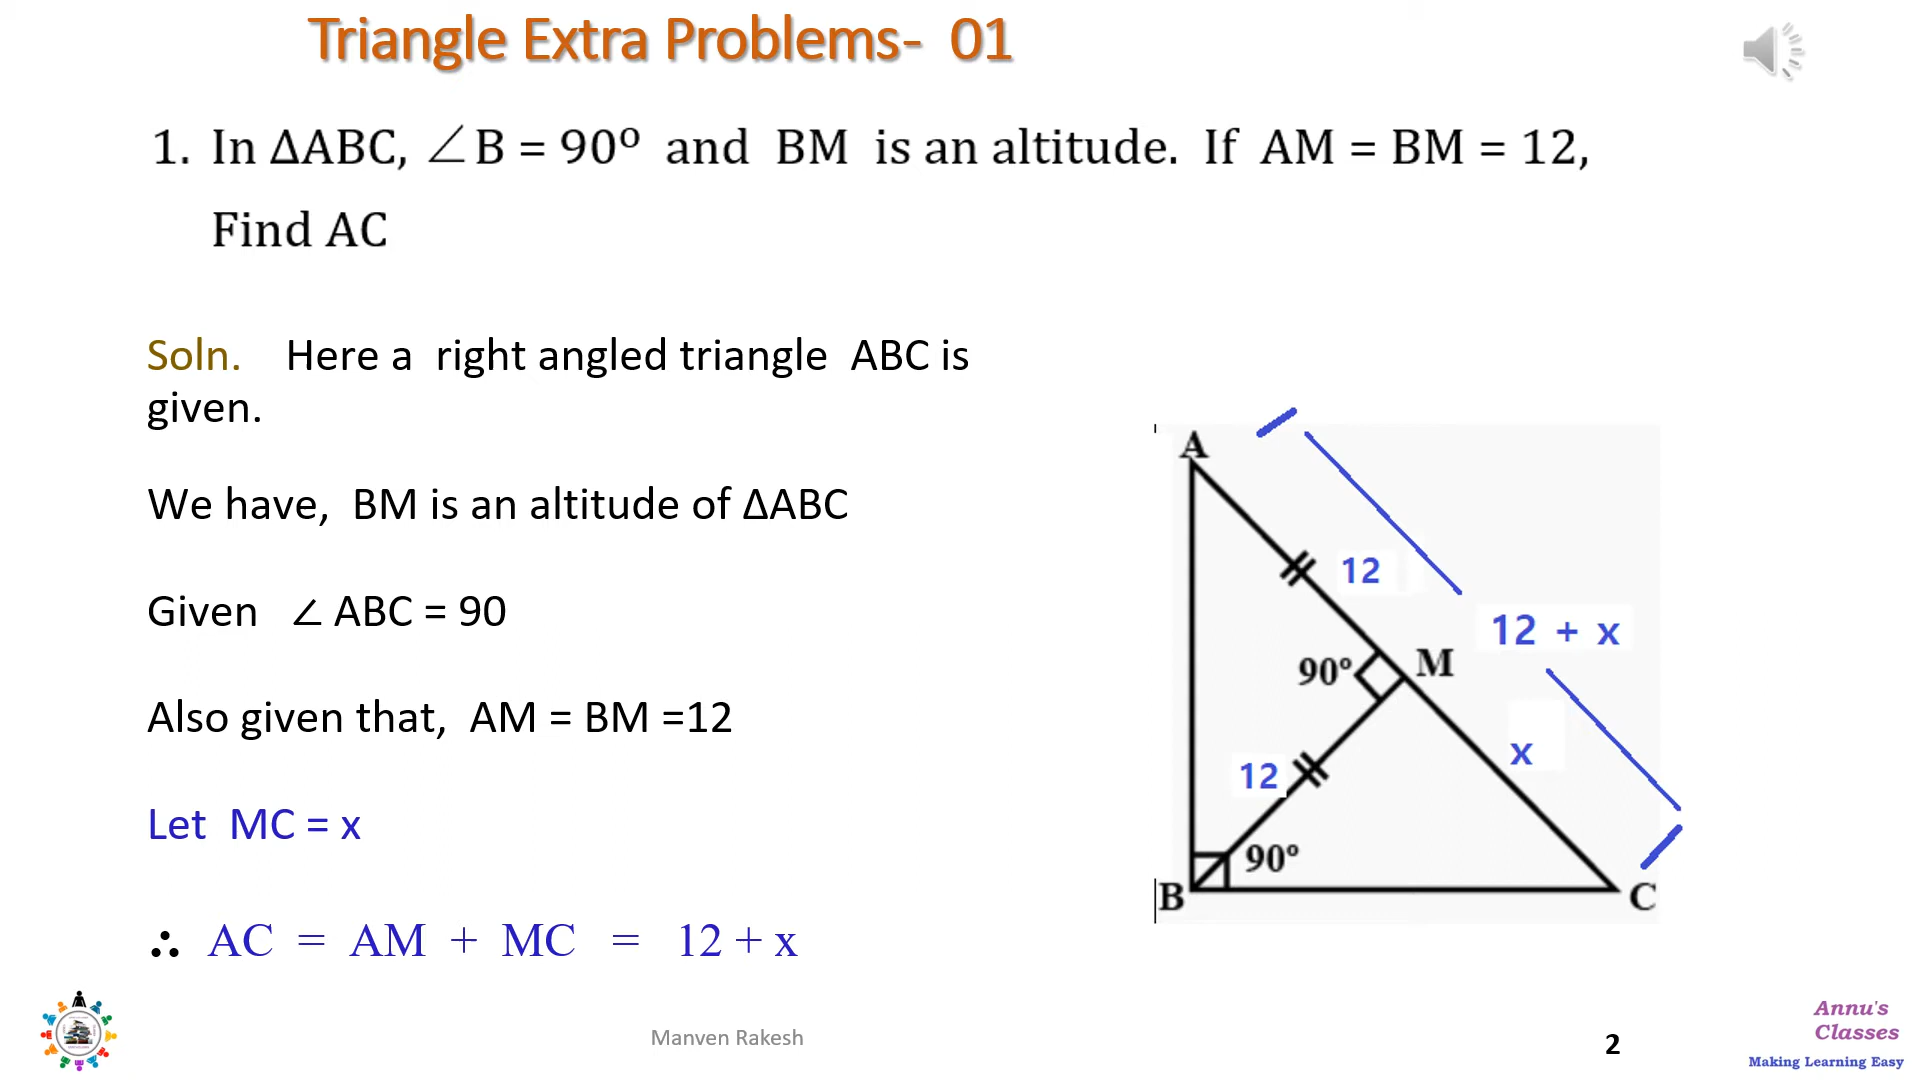 Triangle Extra Problems- 01
1. In ΔABC, ∠B = 90º and BM is an altitude. If AM = BM = 12,
Find AC
Soln. Here a right angled triangle ABC is
given.
We have, BM is an altitude of ΔABC
Given ∠ ABC = 90
Also given that, AM = BM =12
Let MC = x
∴ AC = AM + MC = 12 + x
A
12
12 + x
90º
M
x
12
90º
B
C
Manven Rakesh
2
Annu's
Classes
Making Learning Easy